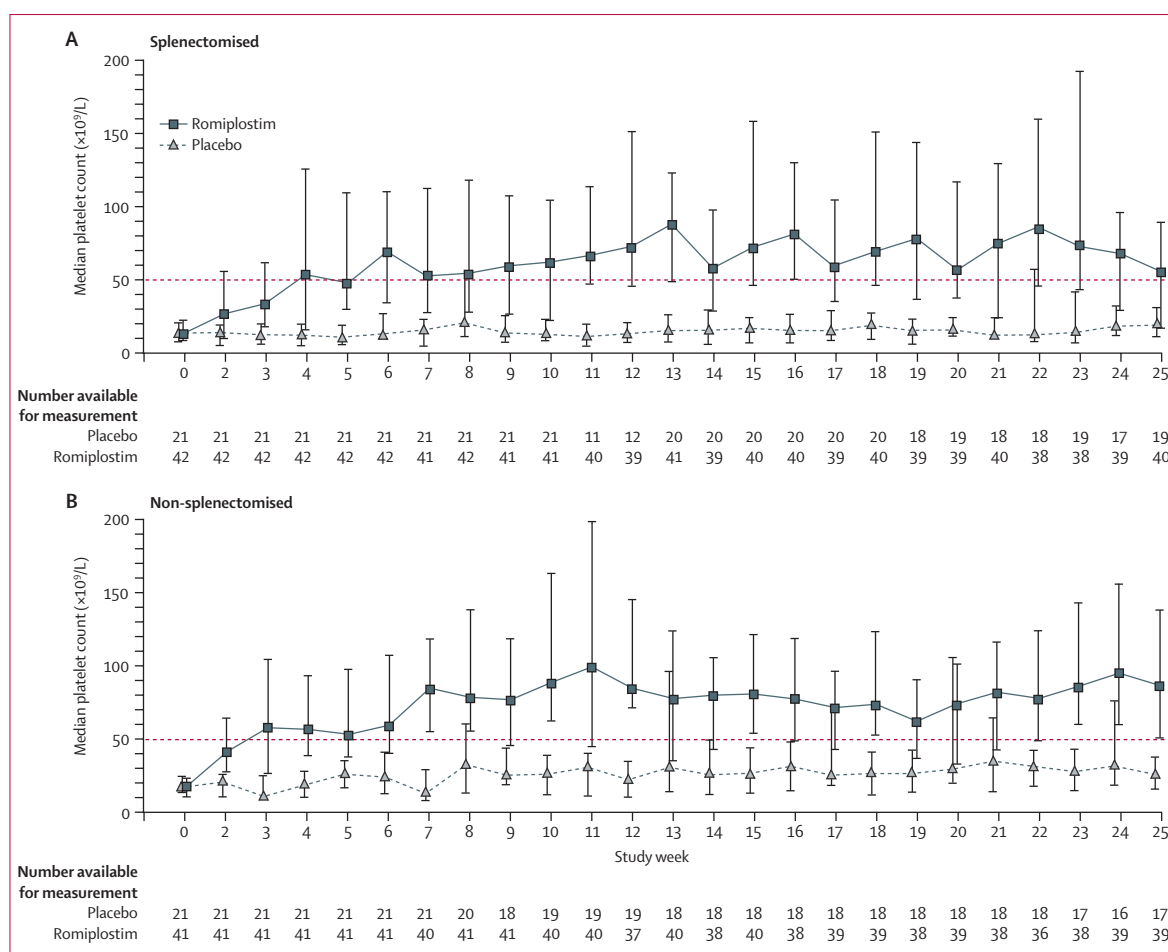 A Splenectomised
200
150
100
50
0
Median platelet count (×10⁹/L)
Romiplostim
Placebo
0 2 3 4 5 6 7 8 9 10 11 12 13 14 15 16 17 18 19 20 21 22 23 24 25
Number available
for measurement
Placebo 21 21 21 21 21 21 21 21 21 21 11 12 20 20 20 20 20 20 18 19 18 18 19 17 19
Romiplostim 42 42 42 42 42 42 41 42 41 41 40 39 41 39 40 40 39 40 39 39 40 38 38 39 40
B Non-splenectomised
200
150
100
50
0
Median platelet count (×10⁹/L)
0 2 3 4 5 6 7 8 9 10 11 12 13 14 15 16 17 18 19 20 21 22 23 24 25
Study week
Number available
for measurement
Placebo 21 21 21 21 21 21 21 20 18 19 19 19 18 18 18 18 18 18 18 18 18 18 17 16 17
Romiplostim 41 41 41 41 41 41 40 41 41 40 40 37 40 38 40 38 39 39 38 39 38 36 38 39 39